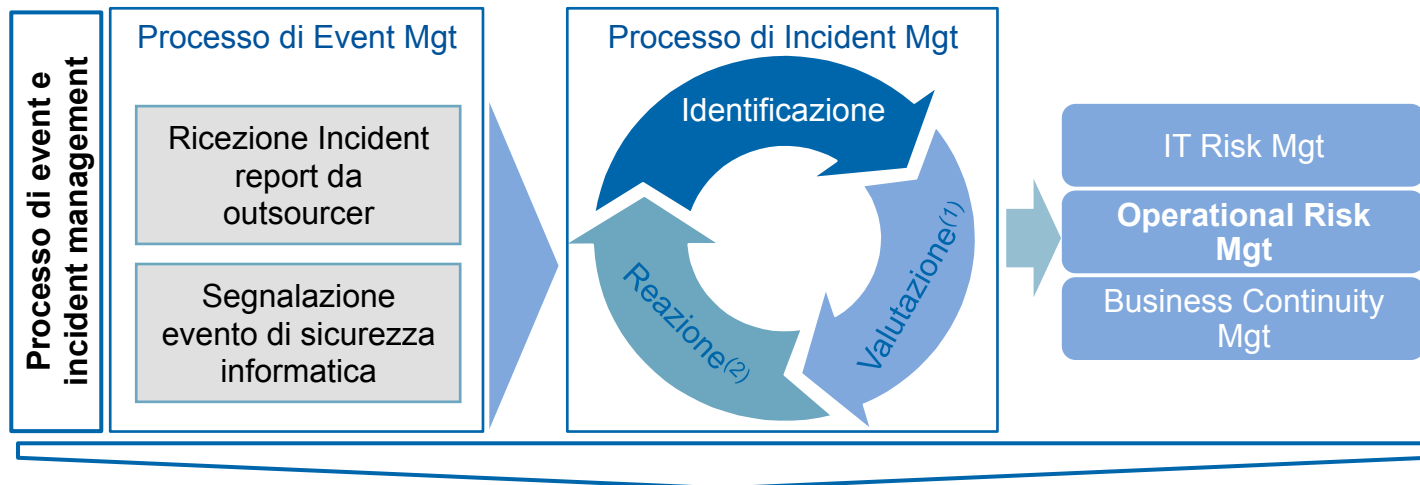 Processo di event e
incident management
Processo di Event Mgt
Ricezione Incident
report da
outsourcer
Segnalazione
evento di sicurezza
informatica
Processo di Incident Mgt
Identificazione
Valutazione(1)
Reazione(2)
IT Risk Mgt
Operational Risk
Mgt
Business Continuity
Mgt